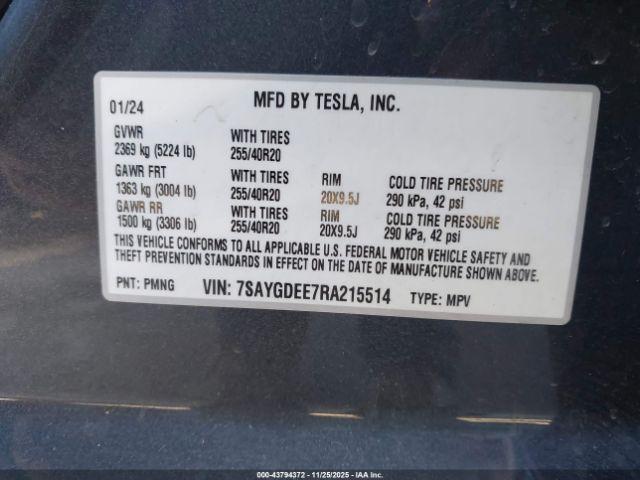 01/24 MFD BY TESLA, INC.
GVWR WITH TIRES
2369 kg (5224 lb) 255/40R20
GAWR FRT WITH TIRES RIM COLD TIRE PRESSURE
1363 kg (3004 lb) 255/40R20 20X9.5J 290 kPa, 42 psi
GAWR RR WITH TIRES RIM COLD TIRE PRESSURE
1500 kg (3306 lb) 255/40R20 20X9.5J 290 kPa, 42 psi
THIS VEHICLE CONFORMS TO ALL APPLICABLE U.S. FEDERAL MOTOR VEHICLE SAFETY AND
THEFT PREVENTION STANDARDS IN EFFECT ON THE DATE OF MANUFACTURE SHOWN ABOVE.
PNT: PMNG VIN: 7SAYGDEE7RA215514 TYPE: MPV
(000-43794372 - 11/25/2025 - IAA Inc.)